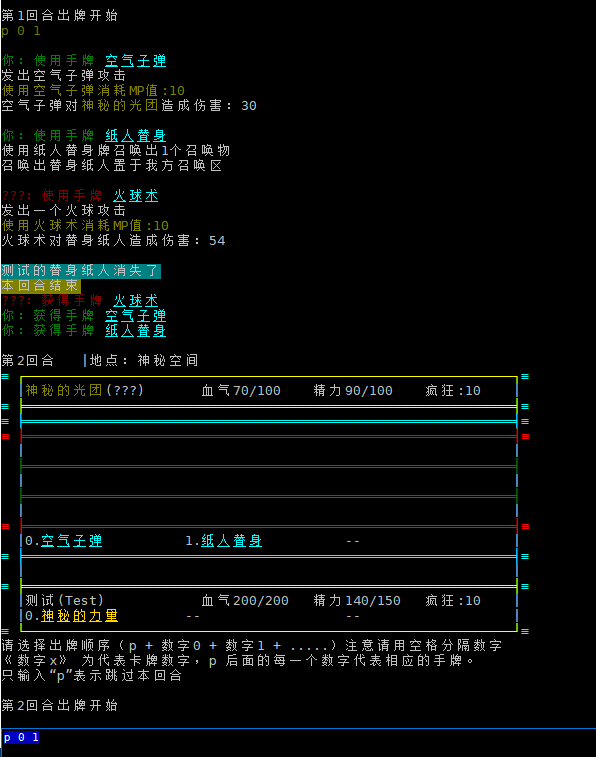 第1回合出牌开始
p 0 1
你: 使用手牌 空气子弹
发出空气子弹攻击
使用空气子弹消耗MP值:10
空气子弹对神秘的光团造成伤害: 30
你: 使用手牌 纸人替身
使用纸人替身牌召唤出1个召唤物
召唤出替身纸人置于我方召唤区
???: 使用手牌 火球术
发出一个火球攻击
使用火球术消耗MP值:10
火球术对替身纸人造成伤害: 54
测试的替身纸人消失了
本回合结束
???: 获得手牌 火球术
你: 获得手牌 空气子弹
你: 获得手牌 纸人替身
第2回合 |地点: 神秘空间
神秘的光团(???) 血气70/100 精力90/100 疯狂:10
0.空气子弹 1.纸人替身 --
测试(Test) 血气200/200 精力140/150 疯狂:10
0.神秘的力量 -- --
请选择出牌顺序（p + 数字0 + 数字1 + .....）注意请用空格分隔数字
《数字x》 为代表卡牌数字，p 后面的每一个数字代表相应的手牌。
只输入“p”表示跳过本回合
第2回合出牌开始
p 0 1